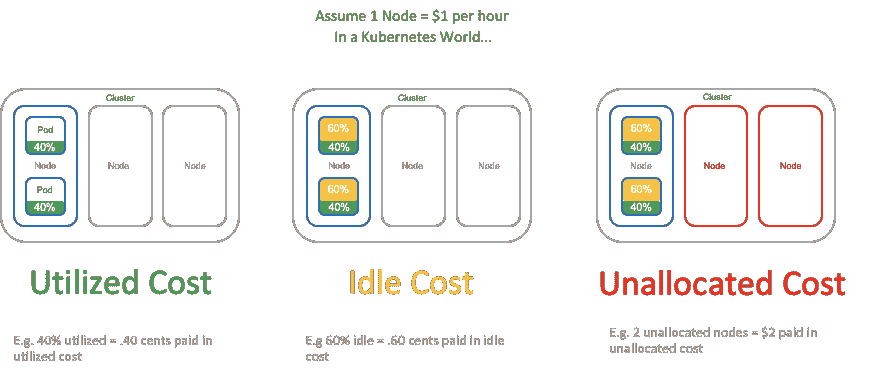 Assume 1 Node = $1 per hour
In a Kubernetes World...
Cluster
Pod
40%
Node
Pod
40%
Node
Node
Cluster
60%
40%
Node
60%
40%
Node
Node
Cluster
60%
40%
Node
60%
40%
Node
Node
Utilized Cost
Idle Cost
Unallocated Cost
E.g. 40% utilized = .40 cents paid in
utilized cost
E.g 60% idle = .60 cents paid in idle
cost
E.g. 2 unallocated nodes = $2 paid in
unallocated cost